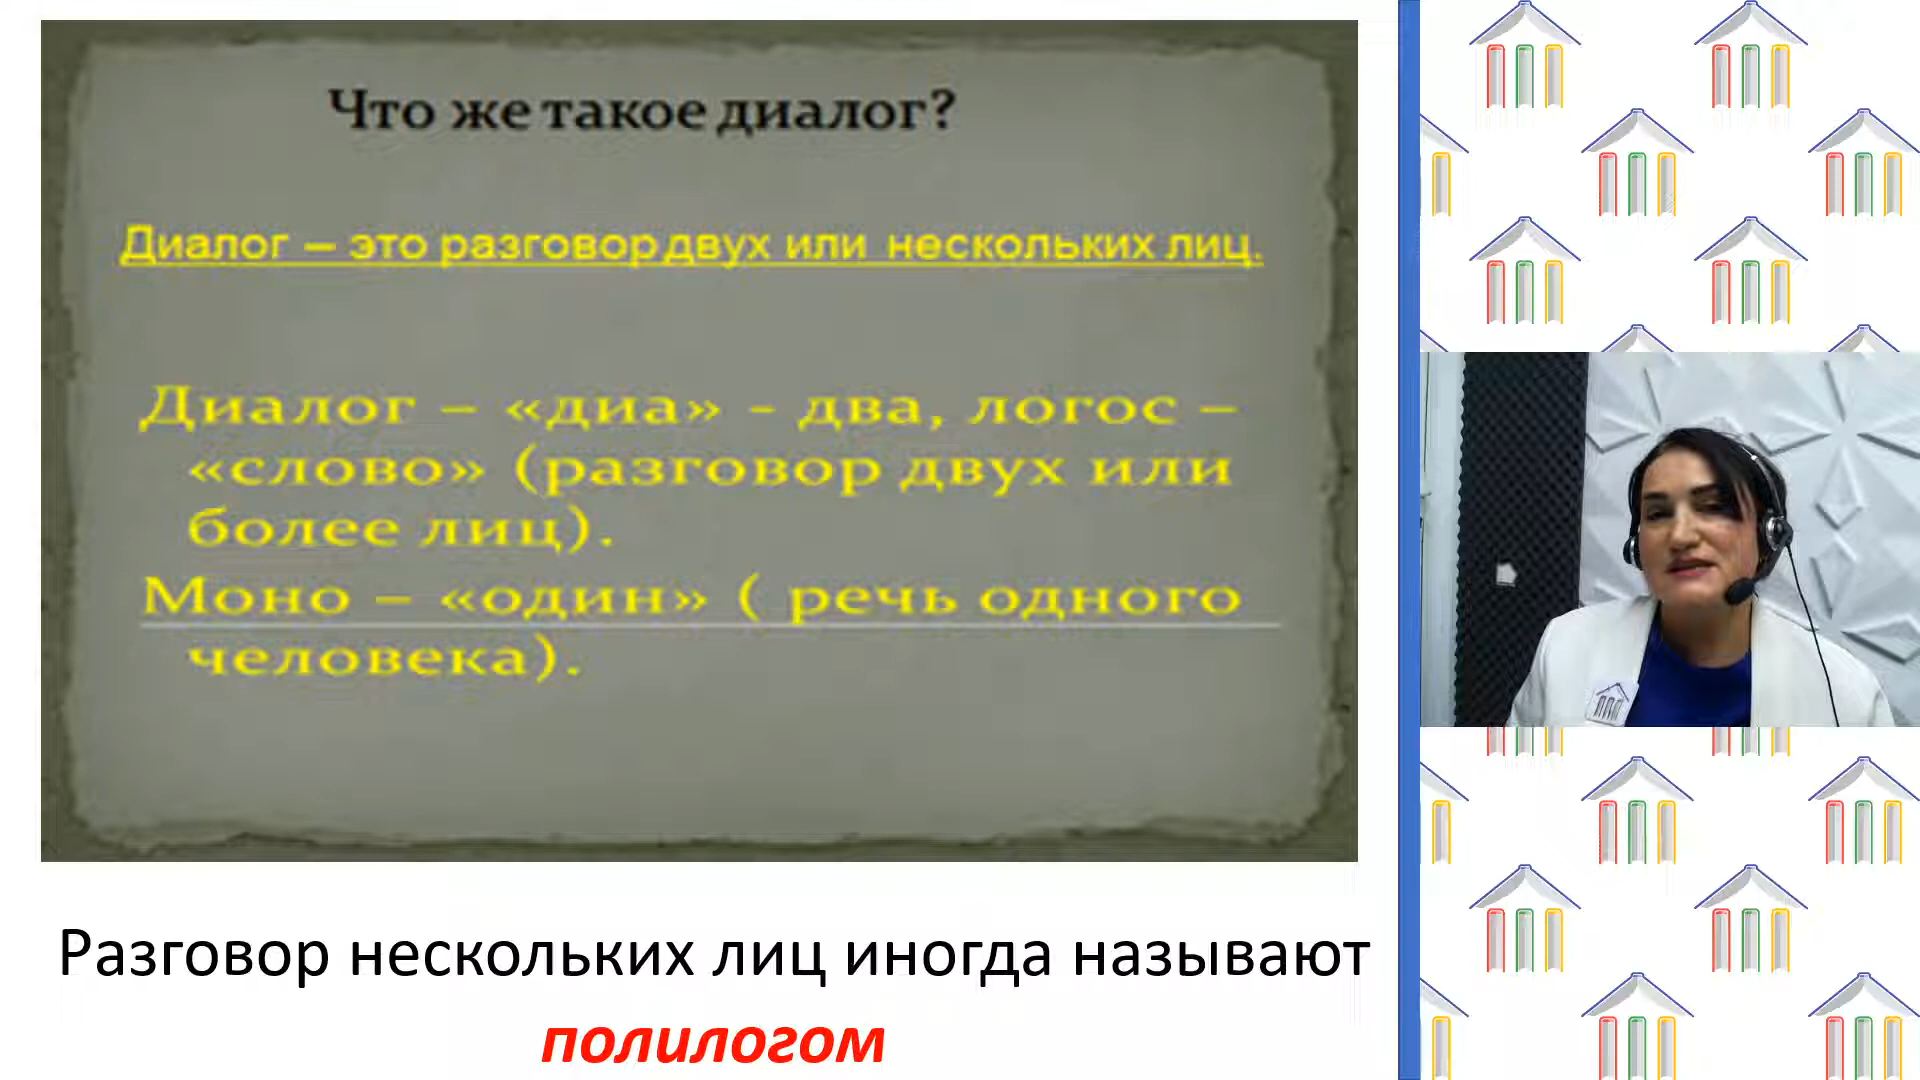 Что же такое диалог?
Диалог – это разговор двух или нескольких лиц.
Диалог – «диа» - два, логос –
«слово» (разговор двух или
более лиц).
Моно – «один» ( речь одного
человека).
Разговор нескольких лиц иногда называют
полилогом